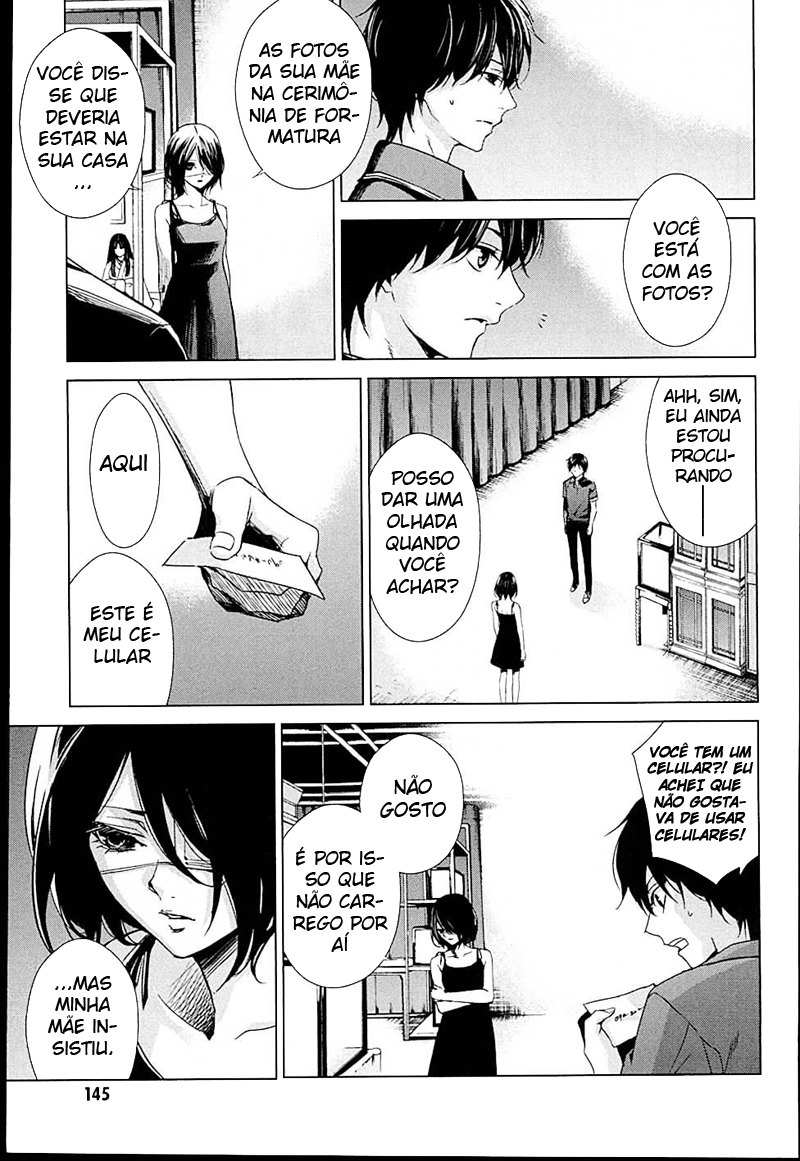 AS FOTOS
DA SUA MÃE
NA CERIMÔ-
NIA DE FOR-
MATURA
VOCÊ DIS-
SE QUE
DEVERIA
ESTAR NA
SUA CASA
...
VOCÊ
ESTÁ
COM AS
FOTOS?
AHH, SIM,
EU AINDA
ESTOU
PROCU-
RANDO
POSSO
DAR UMA
OLHADA
QUANDO
VOCÊ
ACHAR?
AQUI
ESTE É
MEU CE-
LULAR
VOCÊ TEM UM
CELULAR?! EU
ACHEI QUE
NÃO GOSTA-
VA DE USAR
CELULARES!
NÃO
GOSTO
É POR IS-
SO QUE
NÃO CAR-
REGO POR
AÍ
...MAS
MINHA
MÃE IN-
SISTIU.
145